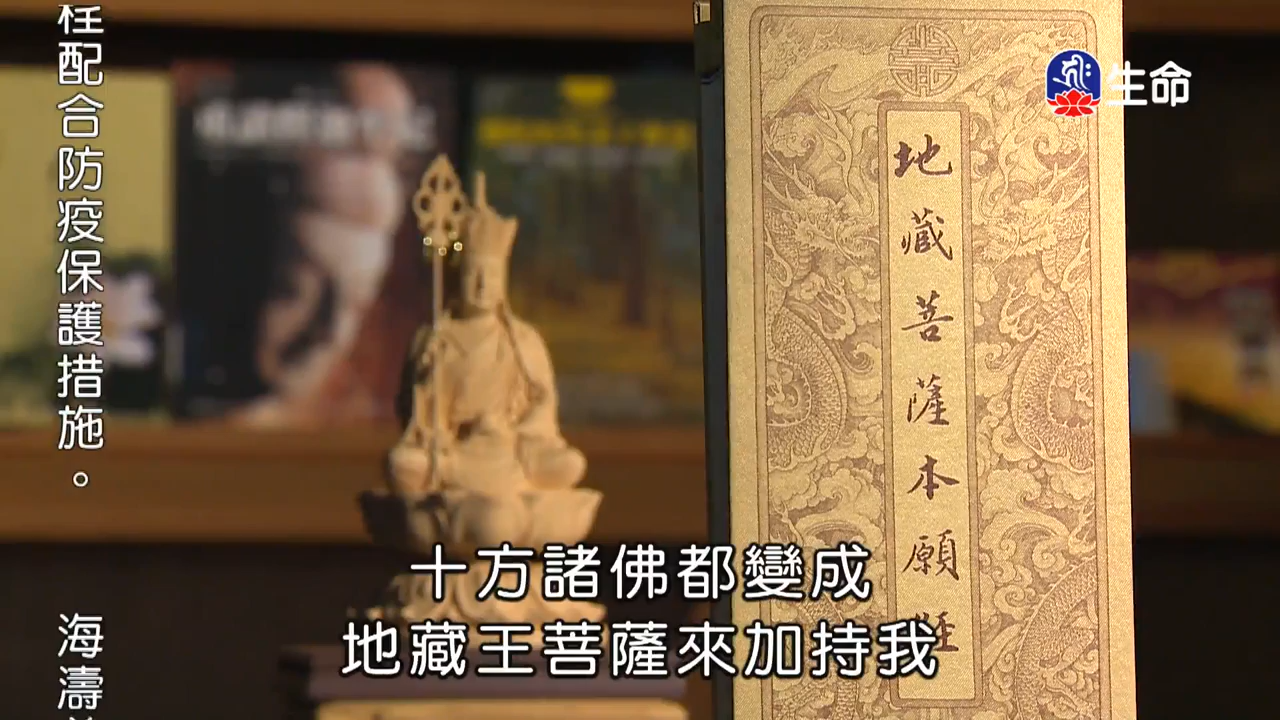 配合防疫保護措施。
海濤
生命
地藏菩薩本願經
十方諸佛都變成
地藏王菩薩來加持我